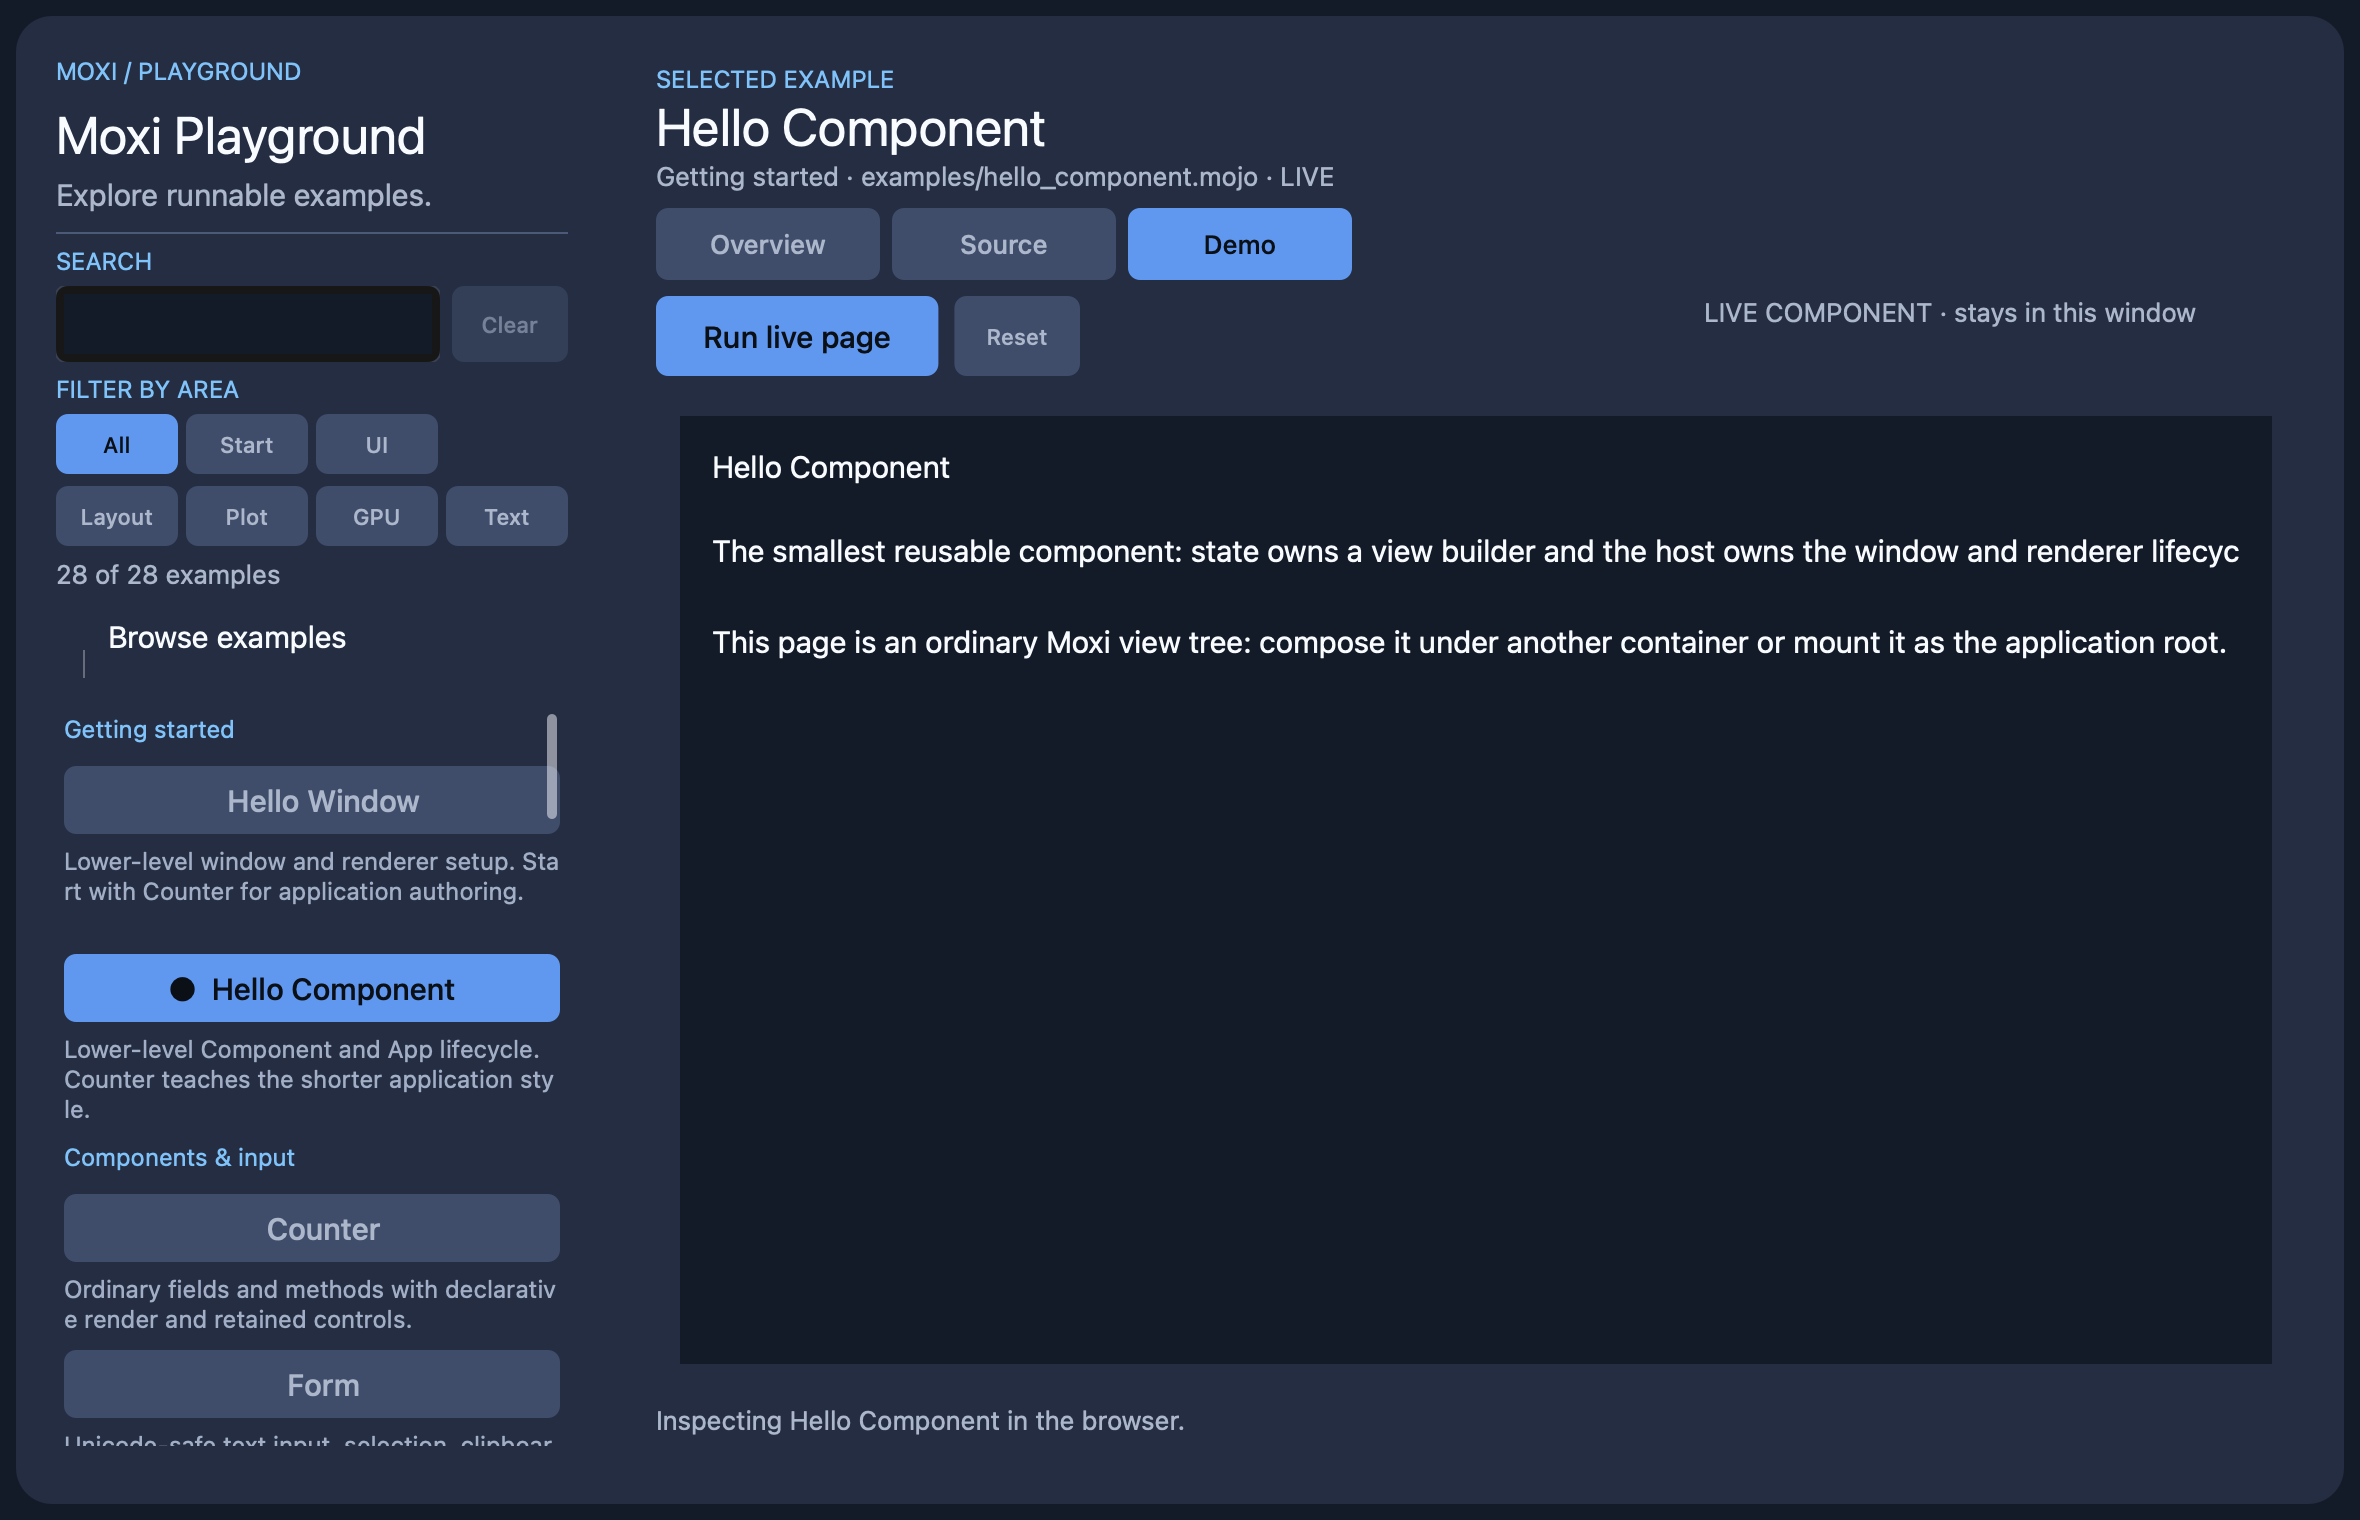 MOXI / PLAYGROUND
Moxi Playground
Explore runnable examples.
SEARCH
Clear
FILTER BY AREA
All
Start
UI
Layout
Plot
GPU
Text
28 of 28 examples
Browse examples
Getting started
Hello Window
Lower-level window and renderer setup. Sta
rt with Counter for application authoring.
Hello Component
Lower-level Component and App lifecycle.
Counter teaches the shorter application sty
le.
Components & input
Counter
Ordinary fields and methods with declarativ
e render and retained controls.
Form
Unicode-safe text input, selection, clipboar
SELECTED EXAMPLE
Hello Component
Getting started · examples/hello_component.mojo · LIVE
Overview
Source
Demo
Run live page
Reset
LIVE COMPONENT · stays in this window
Hello Component
The smallest reusable component: state owns a view builder and the host owns the window and renderer lifecyc
This page is an ordinary Moxi view tree: compose it under another container or mount it as the application root.
Inspecting Hello Component in the browser.